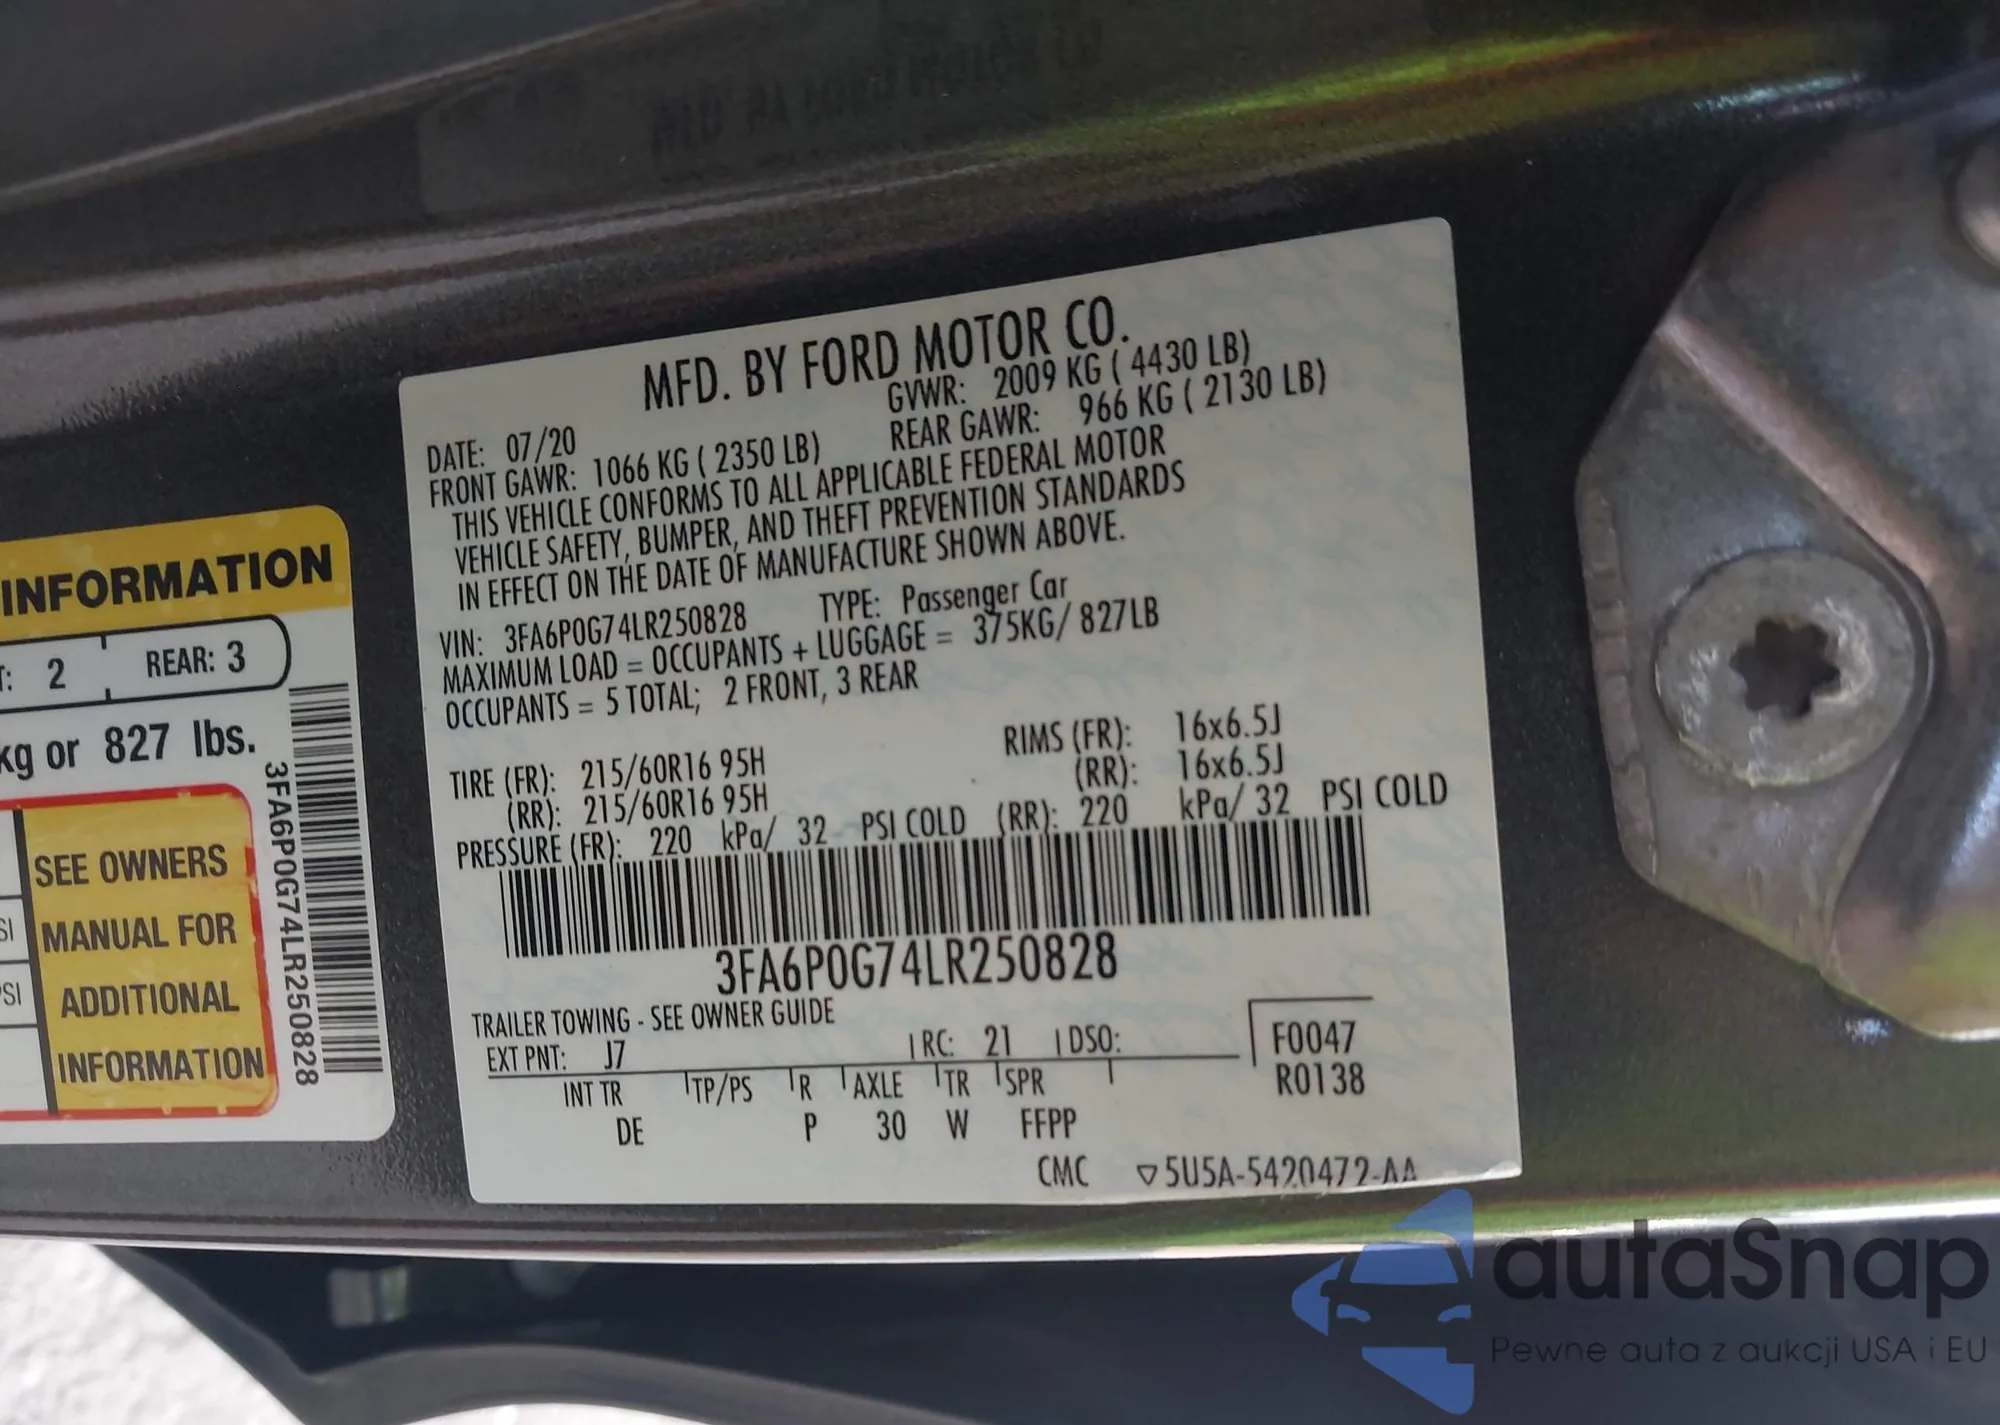 INFORMATION
T: 2 REAR: 3
kg or 827 lbs.
SEE OWNERS
MANUAL FOR
ADDITIONAL
INFORMATION
3FA6P0G74LR250828
MFD. BY FORD MOTOR CO.
DATE: 07/20 GVWR: 2009 KG ( 4430 LB)
FRONT GAWR: 1066 KG ( 2350 LB) REAR GAWR: 966 KG ( 2130 LB)
THIS VEHICLE CONFORMS TO ALL APPLICABLE FEDERAL MOTOR
VEHICLE SAFETY, BUMPER, AND THEFT PREVENTION STANDARDS
IN EFFECT ON THE DATE OF MANUFACTURE SHOWN ABOVE.
VIN: 3FA6P0G74LR250828 TYPE: Passenger Car
MAXIMUM LOAD = OCCUPANTS + LUGGAGE = 375KG/ 827LB
OCCUPANTS = 5 TOTAL; 2 FRONT, 3 REAR
TIRE (FR): 215/60R16 95H RIMS (FR): 16x6.5J
(RR): 215/60R16 95H (RR): 16x6.5J
PRESSURE (FR): 220 kPa/ 32 PSI COLD (RR): 220 kPa/ 32 PSI COLD
3FA6P0G74LR250828
TRAILER TOWING - SEE OWNER GUIDE
EXT PNT: J7 RC: 21 DSO: F0047
INT TR TP/PS R AXLE TR SPR R0138
DE P 30 W FFPP
CMC ▽5U5A-5420472-AA
autaSnap
Pewne auta z aukcji USA i EU